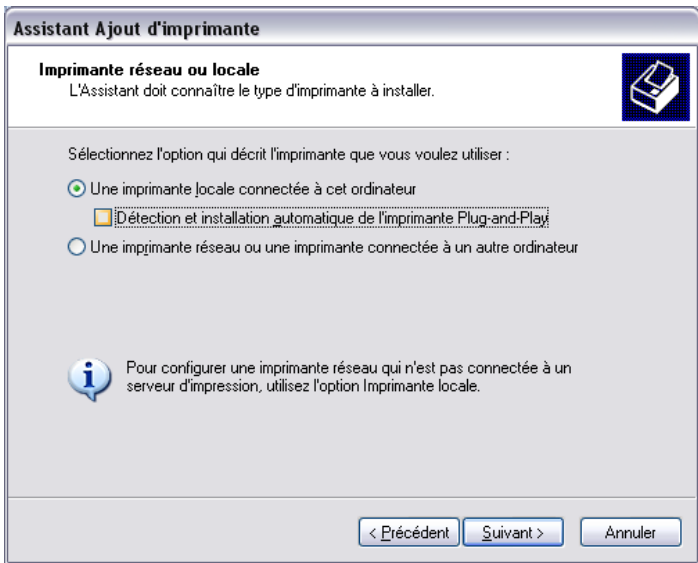 Assistant Ajout d'imprimante
Imprimante réseau ou locale
L'Assistant doit connaître le type d'imprimante à installer.
Sélectionnez l'option qui décrit l'imprimante que vous voulez utiliser :
Une imprimante locale connectée à cet ordinateur
Détection et installation automatique de l'imprimante Plug-and-Play
Une imprimante réseau ou une imprimante connectée à un autre ordinateur
Pour configurer une imprimante réseau qui n'est pas connectée à un
serveur d'impression, utilisez l'option Imprimante locale.
< Précédent Suivant > Annuler